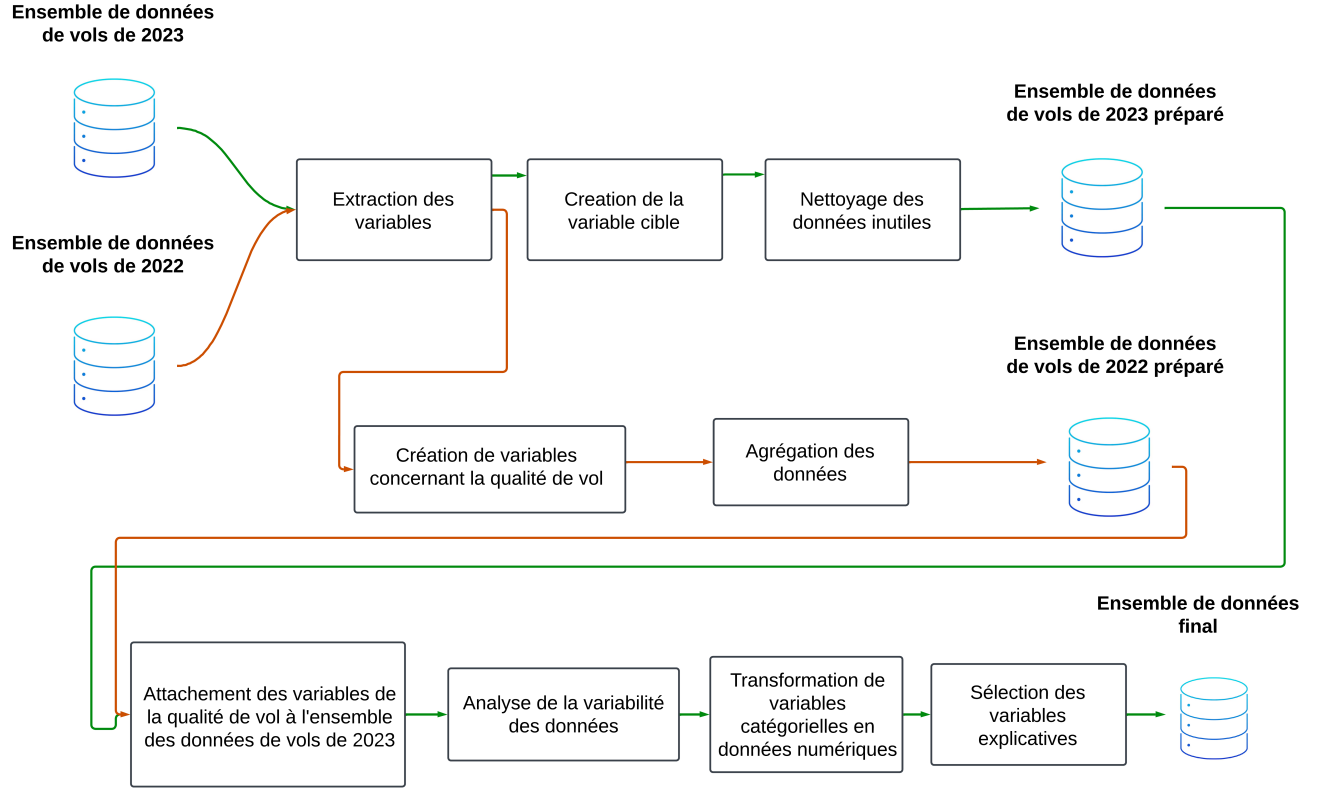 Ensemble de données
de vols de 2023
Ensemble de données
de vols de 2023 préparé
Extraction des
variables
Creation de la
variable cible
Nettoyage des
données inutiles
Ensemble de données
de vols de 2022
Ensemble de données
de vols de 2022 préparé
Création de variables
concernant la qualité de vol
Agrégation des
données
Ensemble de données
final
Attachement des variables de
la qualité de vol à l'ensemble
des données de vols de 2023
Analyse de la variabilité
des données
Transformation de
variables
catégorielles en
données numériques
Sélection des
variables
explicatives